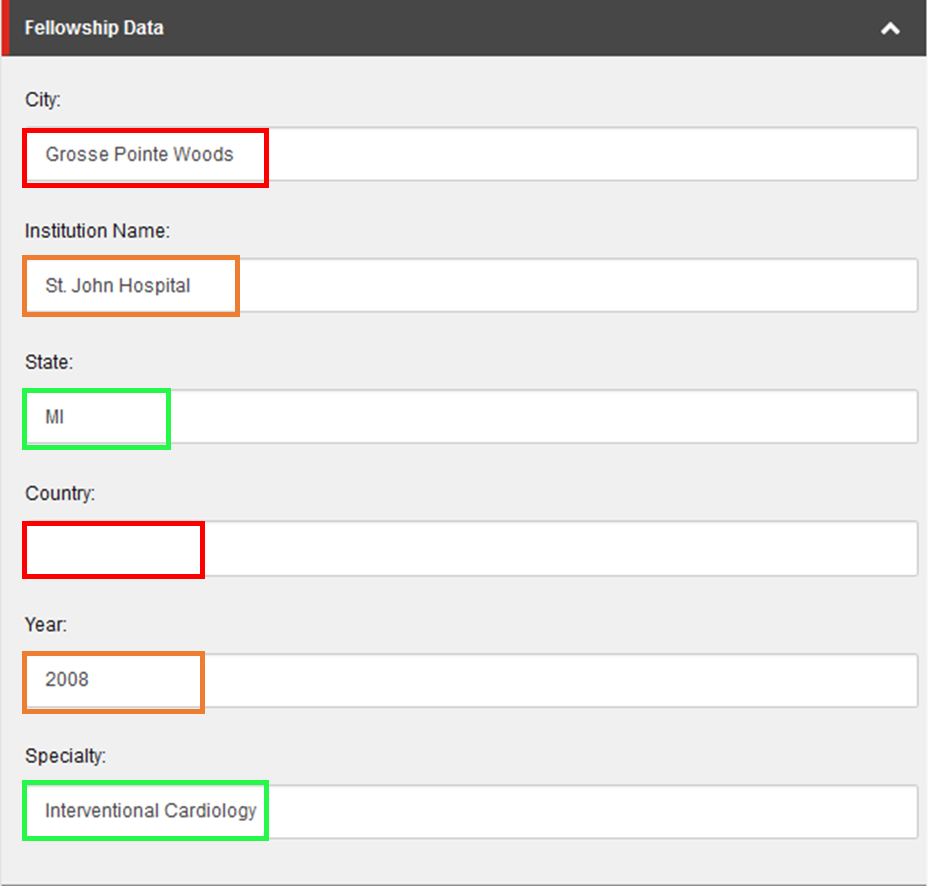 Fellowship Data
City:
Grosse Pointe Woods
Institution Name:
St. John Hospital
State:
MI
Country:
Year:
2008
Specialty:
Interventional Cardiology